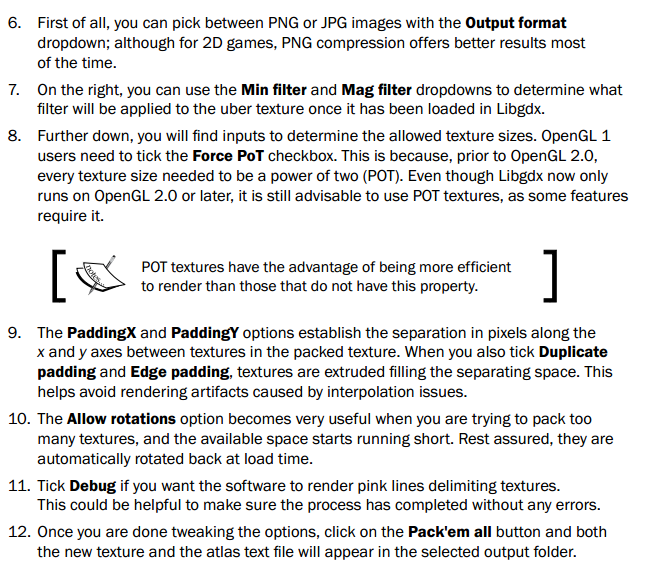 6. First of all, you can pick between PNG or JPG images with the Output format
dropdown; although for 2D games, PNG compression offers better results most
of the time.
7. On the right, you can use the Min filter and Mag filter dropdowns to determine what
filter will be applied to the uber texture once it has been loaded in Libgdx.
8. Further down, you will find inputs to determine the allowed texture sizes. OpenGL 1
users need to tick the Force PoT checkbox. This is because, prior to OpenGL 2.0,
every texture size needed to be a power of two (POT). Even though Libgdx now only
runs on OpenGL 2.0 or later, it is still advisable to use POT textures, as some features
require it.
notes
POT textures have the advantage of being more efficient
to render than those that do not have this property.
9. The PaddingX and PaddingY options establish the separation in pixels along the
x and y axes between textures in the packed texture. When you also tick Duplicate
padding and Edge padding, textures are extruded filling the separating space. This
helps avoid rendering artifacts caused by interpolation issues.
10. The Allow rotations option becomes very useful when you are trying to pack too
many textures, and the available space starts running short. Rest assured, they are
automatically rotated back at load time.
11. Tick Debug if you want the software to render pink lines delimiting textures.
This could be helpful to make sure the process has completed without any errors.
12. Once you are done tweaking the options, click on the Pack'em all button and both
the new texture and the atlas text file will appear in the selected output folder.